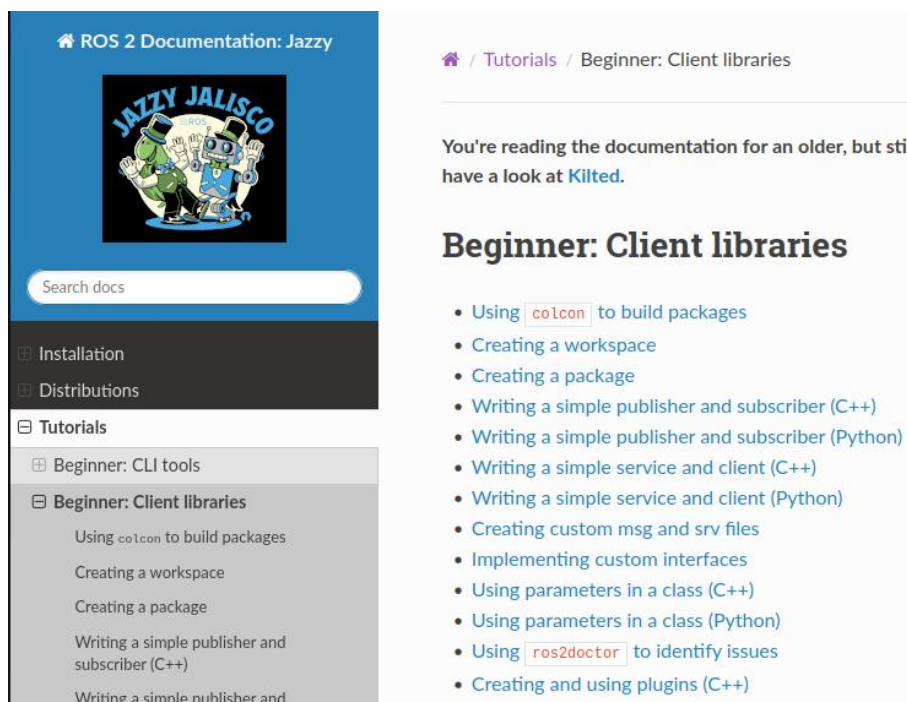 ROS 2 Documentation: Jazzy
JAZZY JALISCO
ROS
Search docs
Installation
Distributions
Tutorials
Beginner: CLI tools
Beginner: Client libraries
Using colcon to build packages
Creating a workspace
Creating a package
Writing a simple publisher and
subscriber (C++)
Writing a simple publisher and
/ Tutorials / Beginner: Client libraries
You're reading the documentation for an older, but sti
have a look at Kilted.
Beginner: Client libraries
• Using colcon to build packages
• Creating a workspace
• Creating a package
• Writing a simple publisher and subscriber (C++)
• Writing a simple publisher and subscriber (Python)
• Writing a simple service and client (C++)
• Writing a simple service and client (Python)
• Creating custom msg and srv files
• Implementing custom interfaces
• Using parameters in a class (C++)
• Using parameters in a class (Python)
• Using ros2doctor to identify issues
• Creating and using plugins (C++)